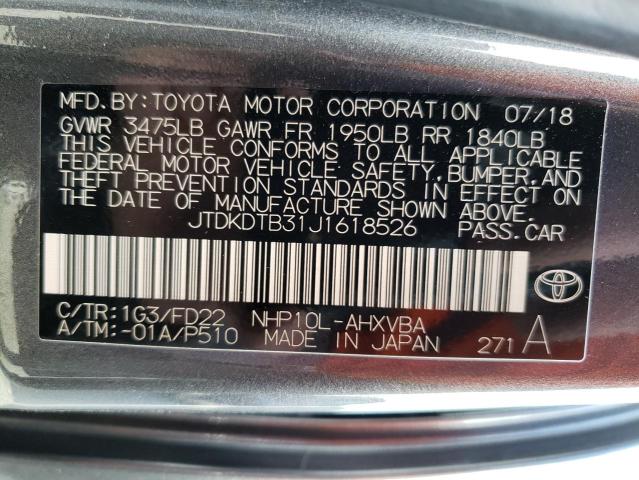 MFD.BY:TOYOTA MOTOR CORPORATION 07/18
GVWR 3475LB GAWR FR 1950LB RR 1840LB
THIS VEHICLE CONFORMS TO ALL APPLICABLE
FEDERAL MOTOR VEHICLE SAFETY,BUMPER,AND
THEFT PREVENTION STANDARDS IN EFFECT ON
THE DATE OF MANUFACTURE SHOWN ABOVE.
JTDKDTB31J1618526 PASS.CAR
C/TR:1G3/FD22 NHP10L-AHXVBA
A/TM:-01A/P510 MADE IN JAPAN 271 A